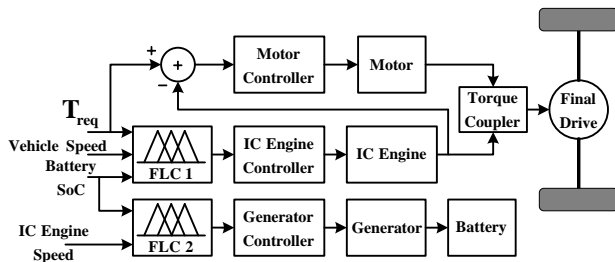 +
+
−
Motor
Controller
Motor
Torque
Coupler
Final
Drive
T_req
Vehicle Speed
Battery
SoC
FLC 1
IC Engine
Controller
IC Engine
IC Engine
Speed
FLC 2
Generator
Controller
Generator
Battery